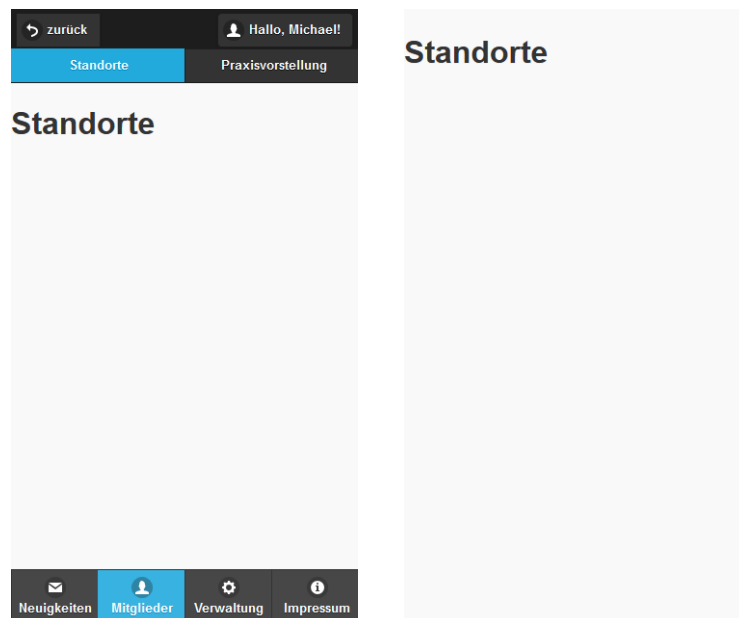 zurück
Hallo, Michael!
Standorte
Praxisvorstellung
Standorte
Neuigkeiten
Mitglieder
Verwaltung
Impressum
Standorte